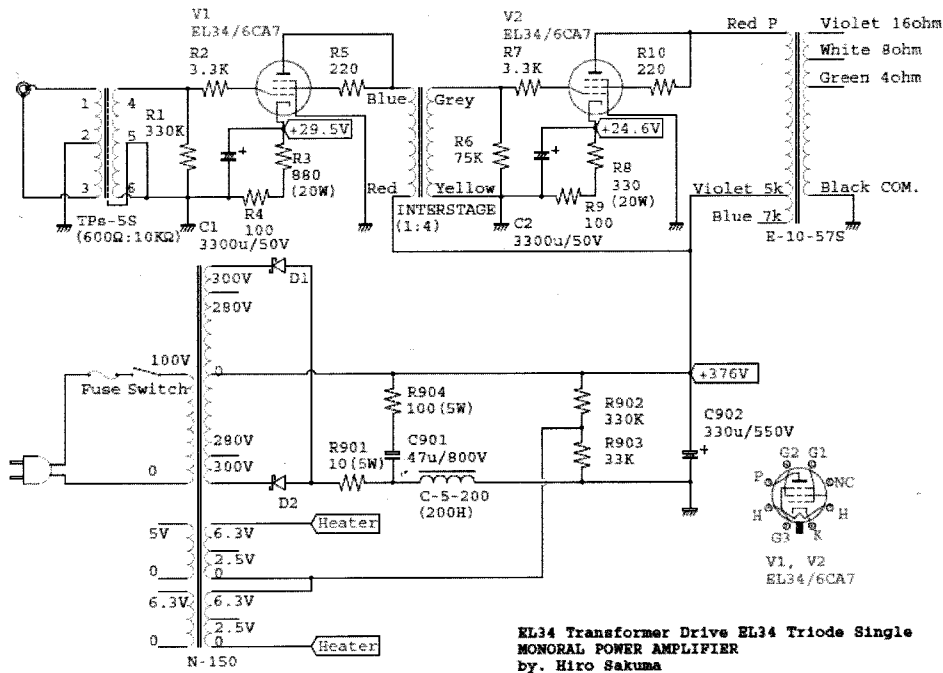 V1
EL34/6CA7
R2
3.3K
R5
220
V2
EL34/6CA7
R7
3.3K
R10
220
Red P
Violet 16ohm
White 8ohm
Green 4ohm
1
2
3
4
5
6
R1
330K
+29.5V
R3
880
(20W)
R4
100
C1
3300u/50V
TPs-5S
(600Ω:10KΩ)
Blue
Grey
Red
Yellow
INTERSTAGE
(1:4)
R6
75K
+24.6V
R8
330
(20W)
R9
100
C2
3300u/50V
Violet 5k
Blue 7k
Black COM.
E-10-57S
300V
280V
0
280V
300V
D1
D2
100V
Fuse Switch
0
R904
100(5W)
C901
47u/800V
R901
10(5W)
C-5-200
(200H)
R902
330K
R903
33K
+376V
C902
330u/550V
G2 G1
P
NC
H
H
G3
K
V1, V2
EL34/6CA7
5V
0
6.3V
0
6.3V
2.5V
0
6.3V
2.5V
0
Heater
Heater
N-150
EL34 Transformer Drive EL34 Triode Single
MONORAL POWER AMPLIFIER
by. Hiro Sakuma